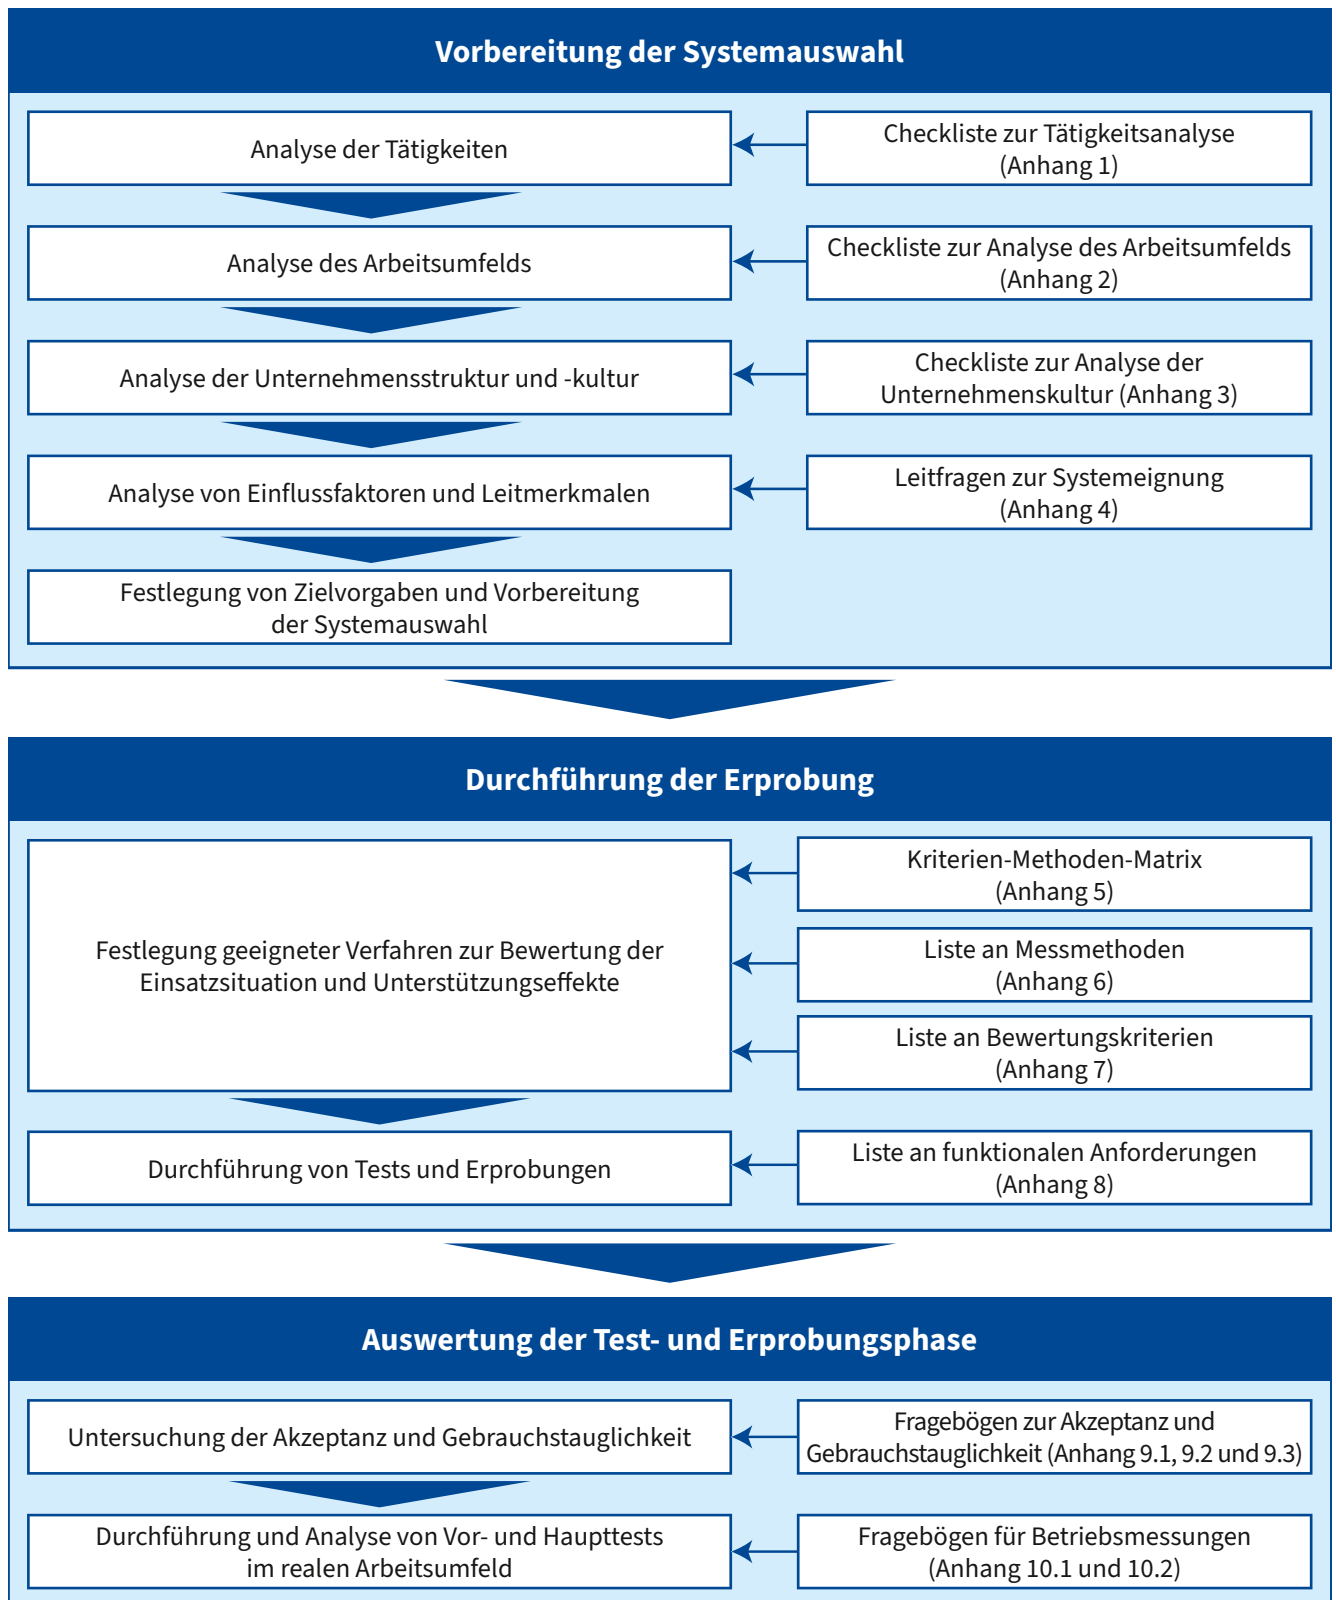 Vorbereitung der Systemauswahl
Analyse der Tätigkeiten
Checkliste zur Tätigkeitsanalyse
(Anhang 1)
Analyse des Arbeitsumfelds
Checkliste zur Analyse des Arbeitsumfelds
(Anhang 2)
Analyse der Unternehmensstruktur und -kultur
Checkliste zur Analyse der
Unternehmenskultur (Anhang 3)
Analyse von Einflussfaktoren und Leitmerkmalen
Leitfragen zur Systemeignung
(Anhang 4)
Festlegung von Zielvorgaben und Vorbereitung
der Systemauswahl
Durchführung der Erprobung
Festlegung geeigneter Verfahren zur Bewertung der
Einsatzsituation und Unterstützungseffekte
Kriterien-Methoden-Matrix
(Anhang 5)
Liste an Messmethoden
(Anhang 6)
Liste an Bewertungskriterien
(Anhang 7)
Durchführung von Tests und Erprobungen
Liste an funktionalen Anforderungen
(Anhang 8)
Auswertung der Test- und Erprobungsphase
Untersuchung der Akzeptanz und Gebrauchstauglichkeit
Fragebögen zur Akzeptanz und
Gebrauchstauglichkeit (Anhang 9.1, 9.2 und 9.3)
Durchführung und Analyse von Vor- und Haupttests
im realen Arbeitsumfeld
Fragebögen für Betriebsmessungen
(Anhang 10.1 und 10.2)